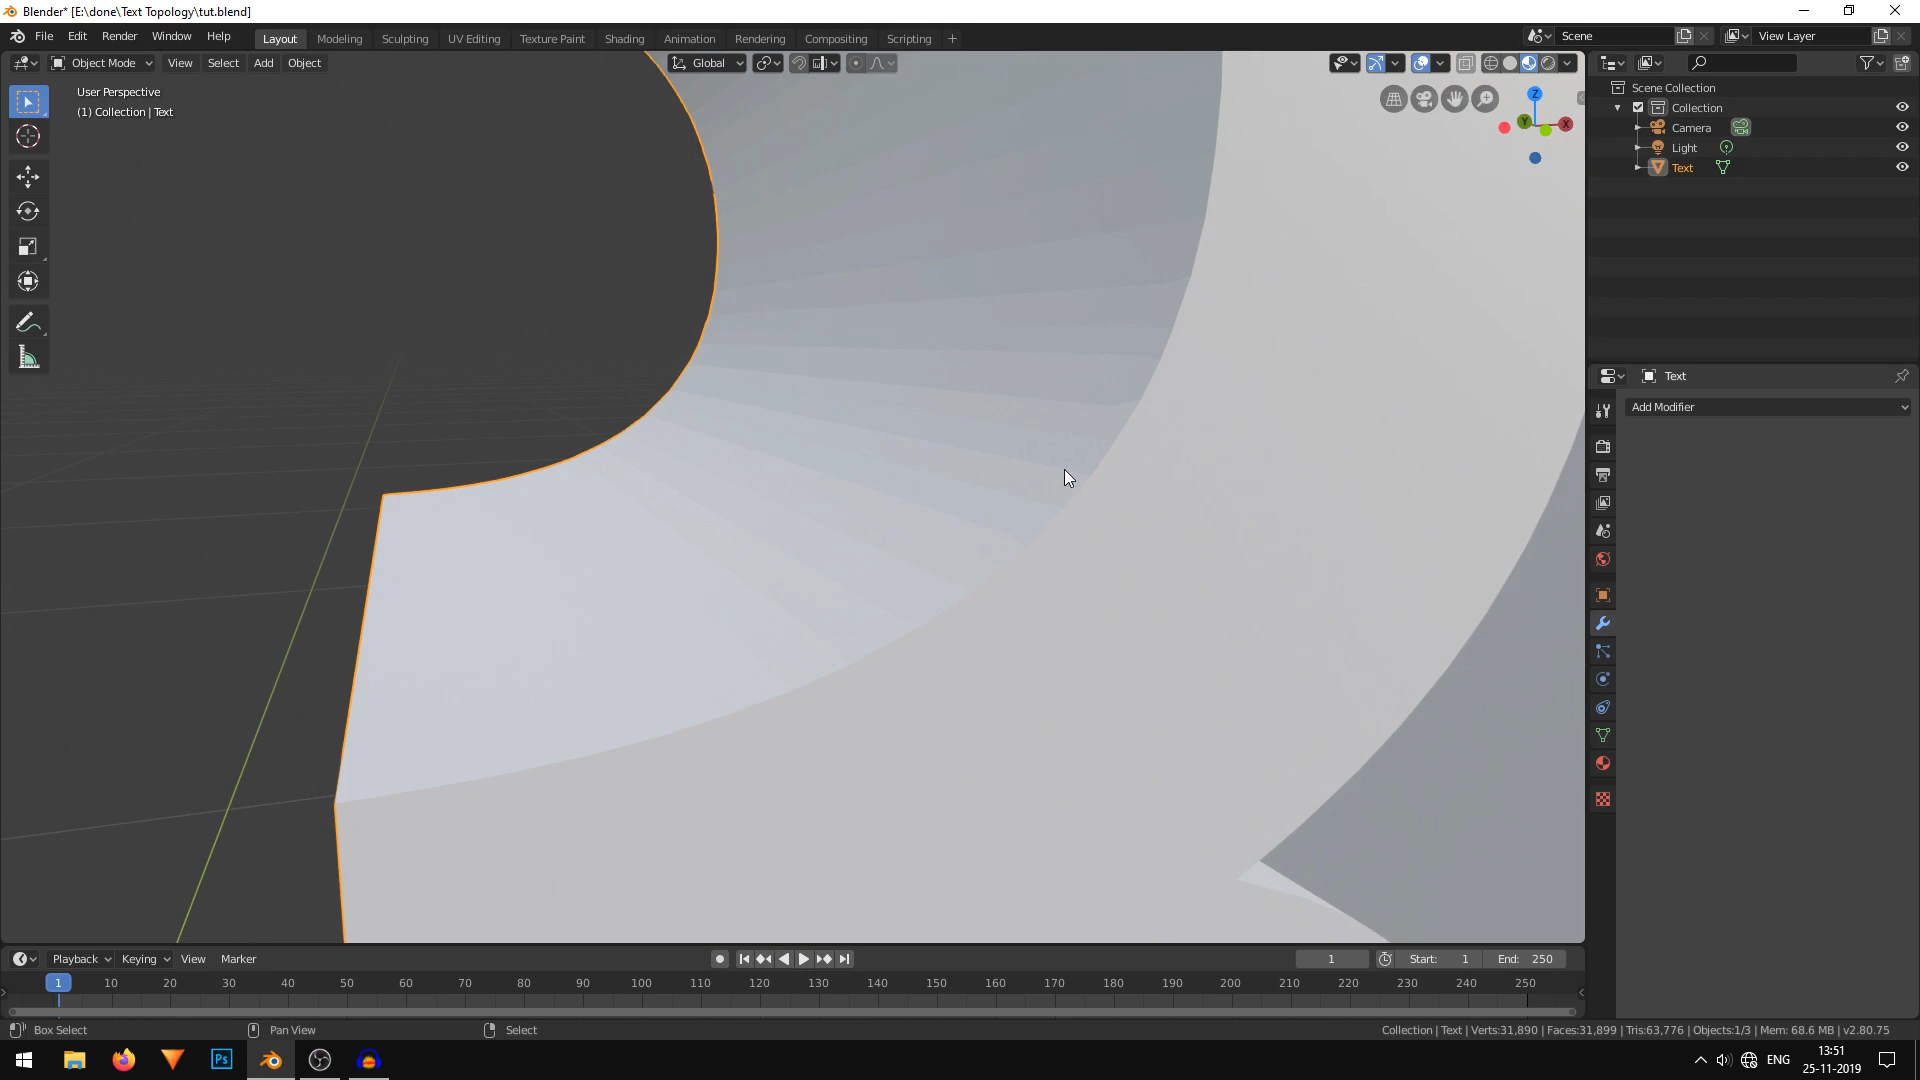 Blender* [E:\done\Text Topology\tut.blend]
File Edit Render Window Help Layout Modeling Sculpting UV Editing Texture Paint Shading Animation Rendering Compositing Scripting + Scene View Layer
Object Mode View Select Add Object Global
User Perspective
(1) Collection | Text
Z
Y
X
Scene Collection
Collection
Camera
Light
Text
Text
Add Modifier
Playback Keying View Marker 1 Start: 1 End: 250
1 10 20 30 40 50 60 70 80 90 100 110 120 130 140 150 160 170 180 190 200 210 220 230 240 250
Box Select Pan View Select Collection | Text | Verts:31,890 | Faces:31,899 | Tris:63,776 | Objects:1/3 | Mem: 68.6 MB | v2.80.75
Ps ENG 13:51
25-11-2019